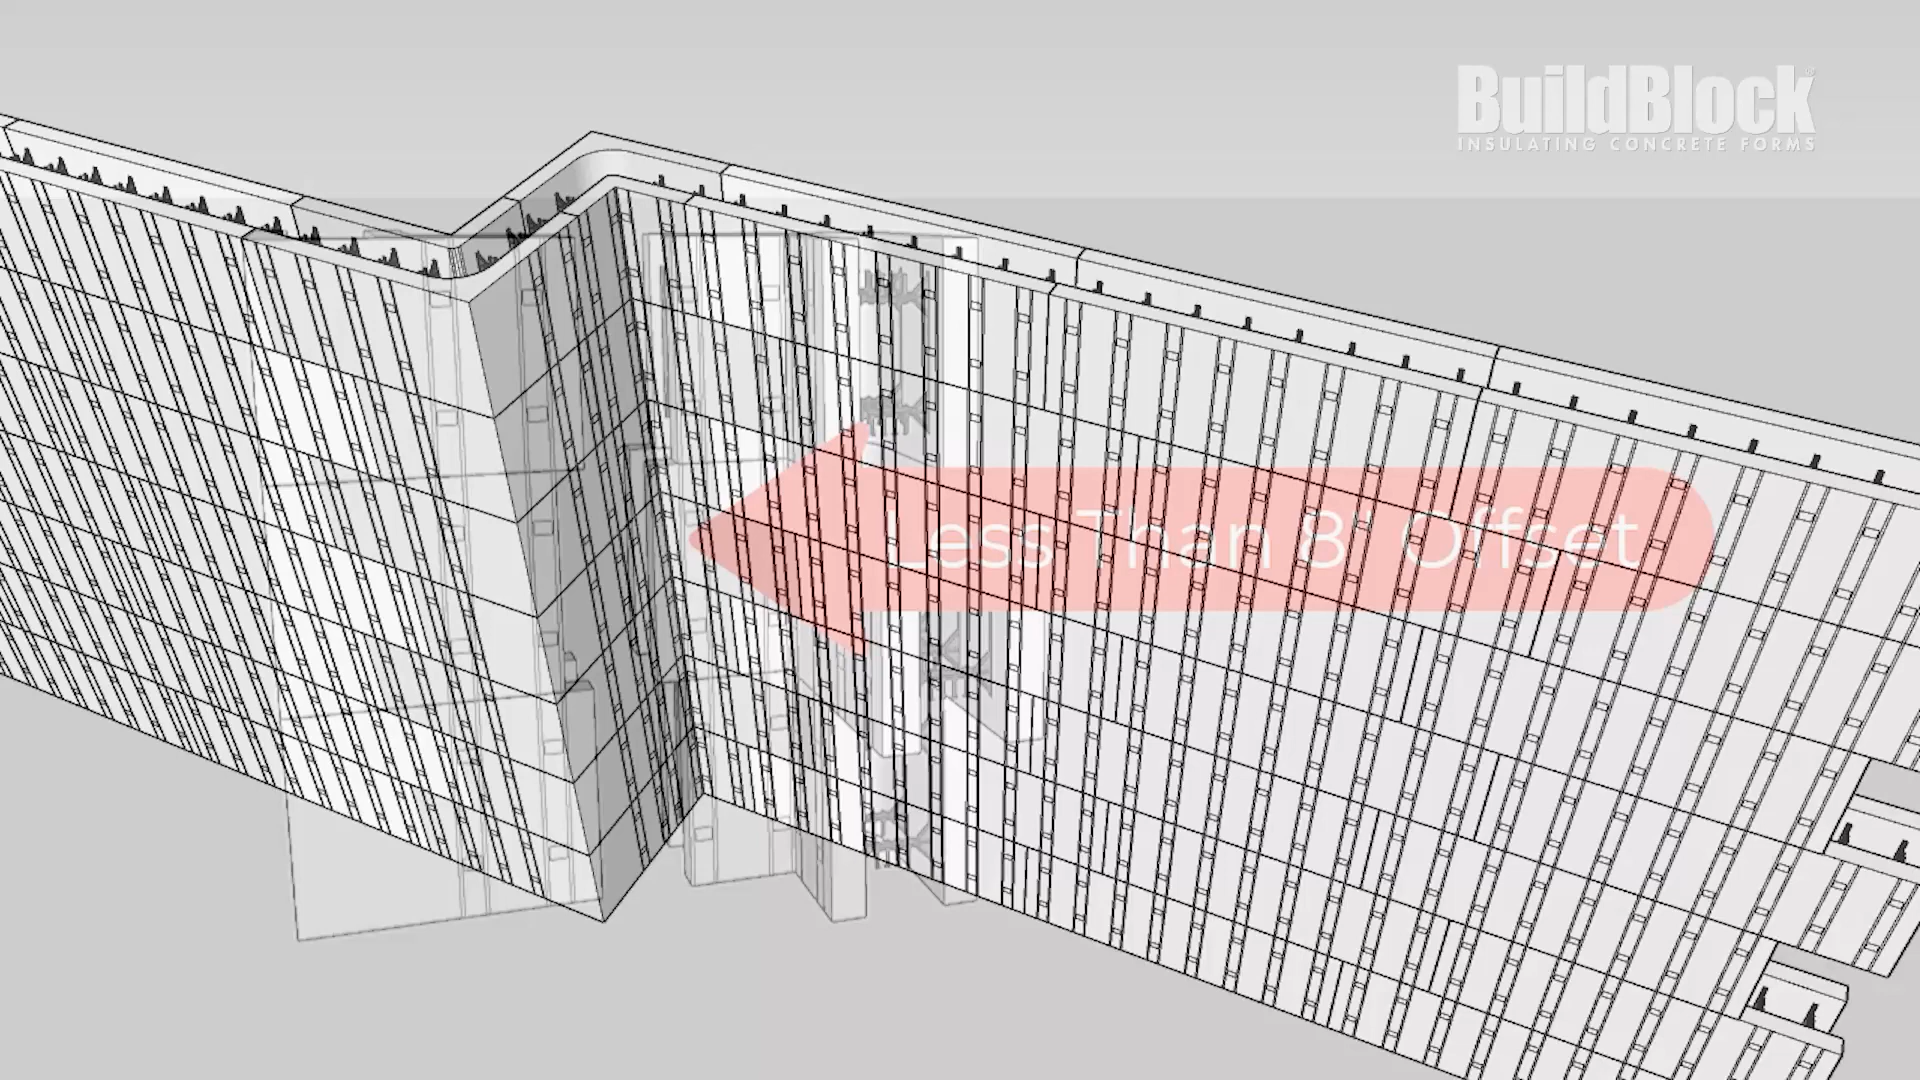 BuildBlock®
INSULATING CONCRETE FORMS
Less Than 8" Offset